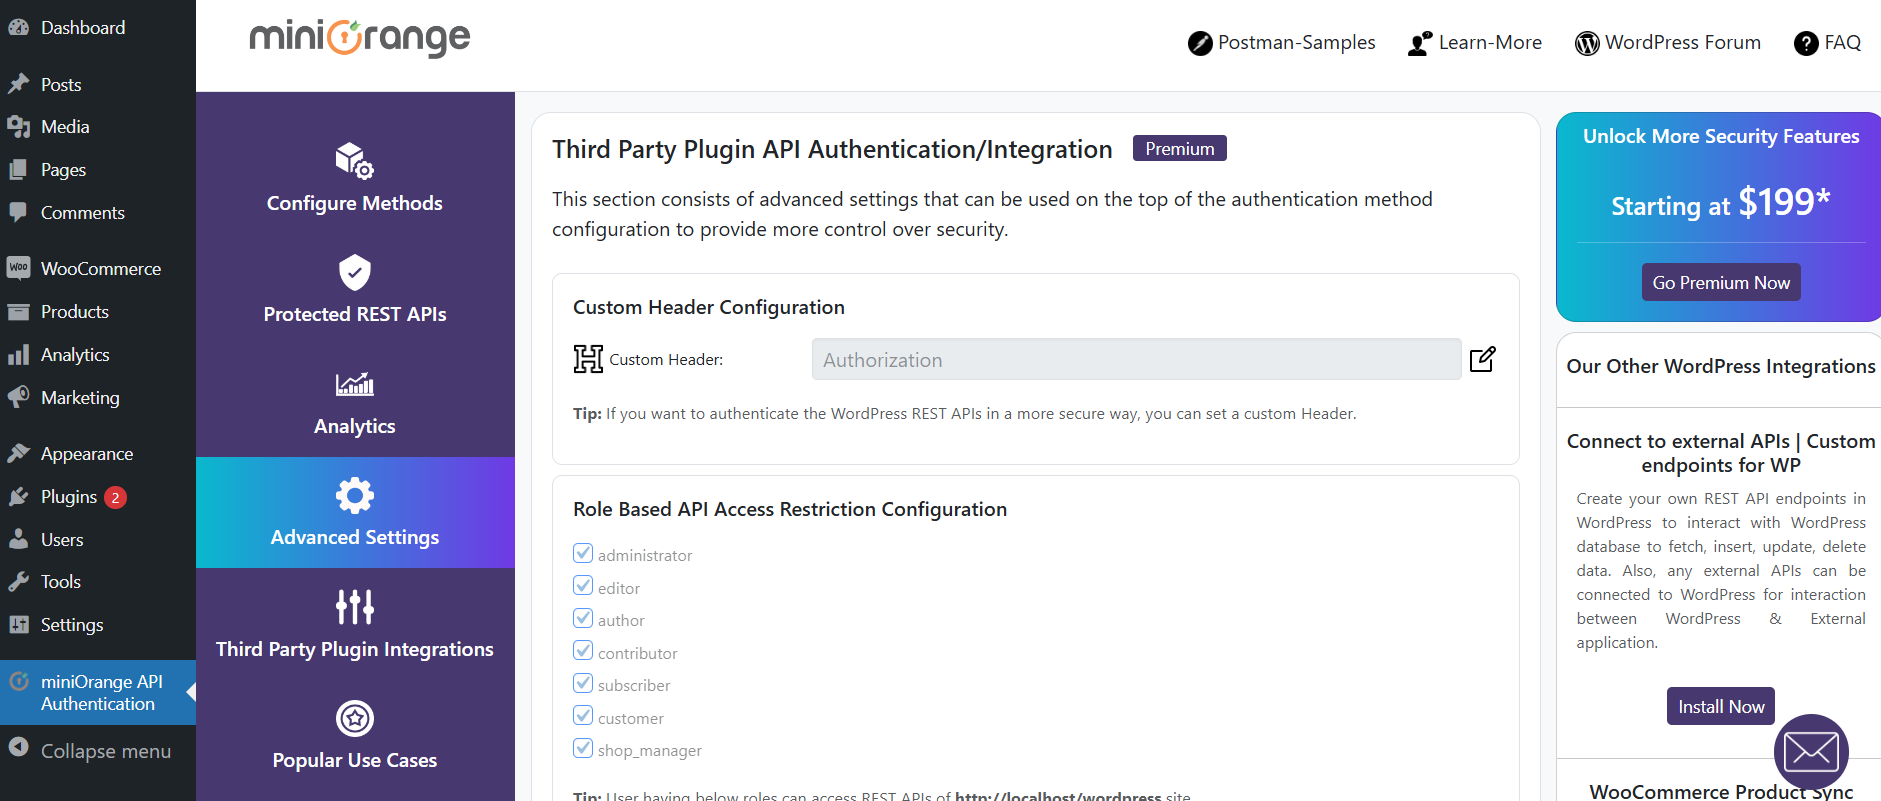 Dashboard
Posts
Media
Pages
Comments
WooCommerce
Products
Analytics
Marketing
Appearance
Plugins 2
Users
Tools
Settings
miniOrange API
Authentication
Collapse menu
miniOrange
Postman-Samples
Learn-More
WordPress Forum
FAQ
Configure Methods
Protected REST APIs
Analytics
Advanced Settings
Third Party Plugin Integrations
Popular Use Cases
Third Party Plugin API Authentication/Integration Premium
This section consists of advanced settings that can be used on the top of the authentication method
configuration to provide more control over security.
Custom Header Configuration
Custom Header: Authorization
Tip: If you want to authenticate the WordPress REST APIs in a more secure way, you can set a custom Header.
Role Based API Access Restriction Configuration
administrator
editor
author
contributor
subscriber
customer
shop_manager
Tip: User having below roles can access REST APIs of http://localhost/wordpress site
Unlock More Security Features
Starting at $199*
Go Premium Now
Our Other WordPress Integrations
Connect to external APIs | Custom
endpoints for WP
Create your own REST API endpoints in
WordPress to interact with WordPress
database to fetch, insert, update, delete
data. Also, any external APIs can be
connected to WordPress for interaction
between WordPress & External
application.
Install Now
WooCommerce Product Sync